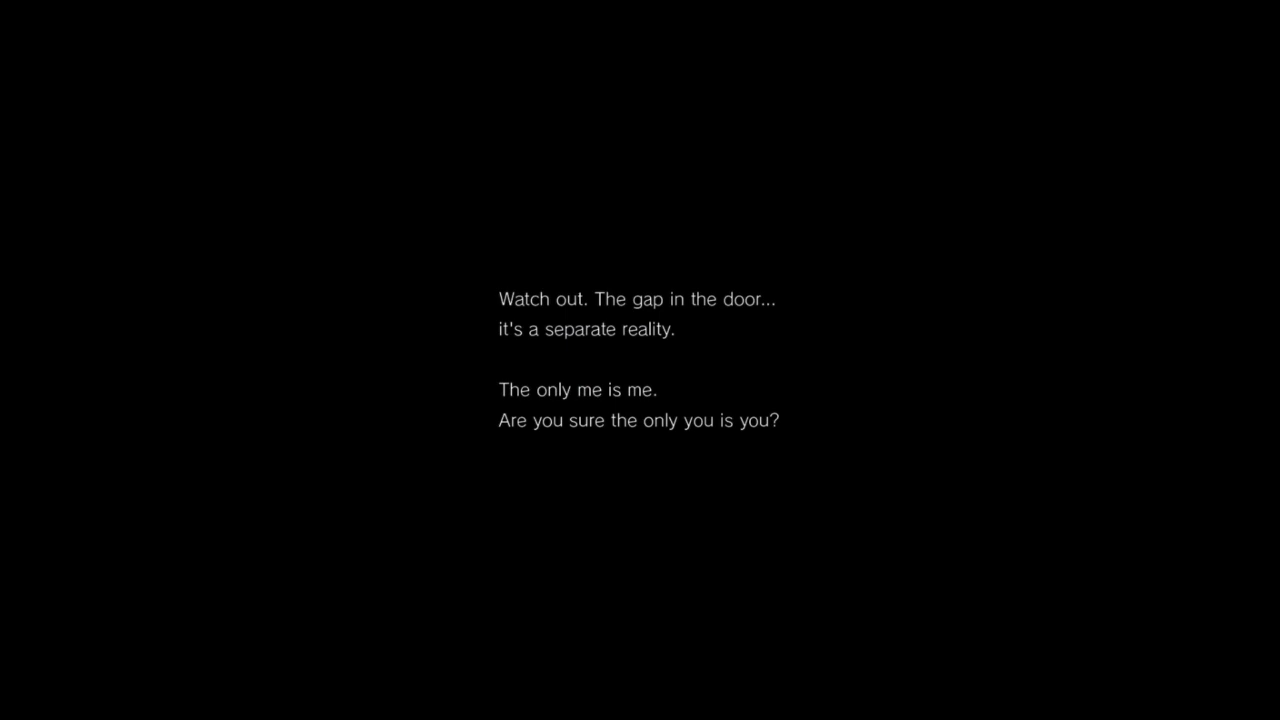 Watch out. The gap in the door...
it's a separate reality.
The only me is me.
Are you sure the only you is you?